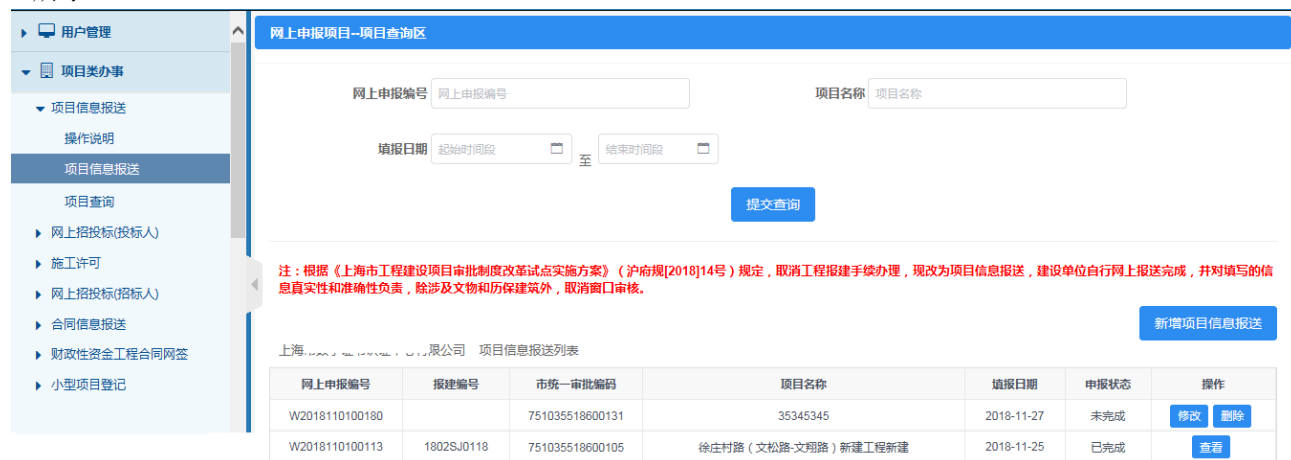 用户管理
项目类办事
项目信息报送
操作说明
项目信息报送
项目查询
网上招投标(投标人)
施工许可
网上招投标(招标人)
合同信息报送
财政性资金工程合同网签
小型项目登记
网上申报项目--项目查询区
网上申报编号 网上申报编号 项目名称 项目名称
填报日期 起始时间段 至 结束时间段
提交查询
注：根据《上海市工程建设项目审批制度改革试点实施方案》（沪府规[2018]14号）规定，取消工程报建手续办理，现改为项目信息报送，建设单位自行网上报送完成，并对填写的信
息真实性和准确性负责，除涉及文物和历保建筑外，取消窗口审核。
新增项目信息报送
上海 限公司 项目信息报送列表
网上申报编号 报建编号 市统一审批编码 项目名称 填报日期 申报状态 操作
W2018110100180 751035518600131 35345345 2018-11-27 未完成 修改 删除
W2018110100113 1802SJ0118 751035518600105 徐庄村路（文松路-文翔路）新建工程新建 2018-11-25 已完成 查看